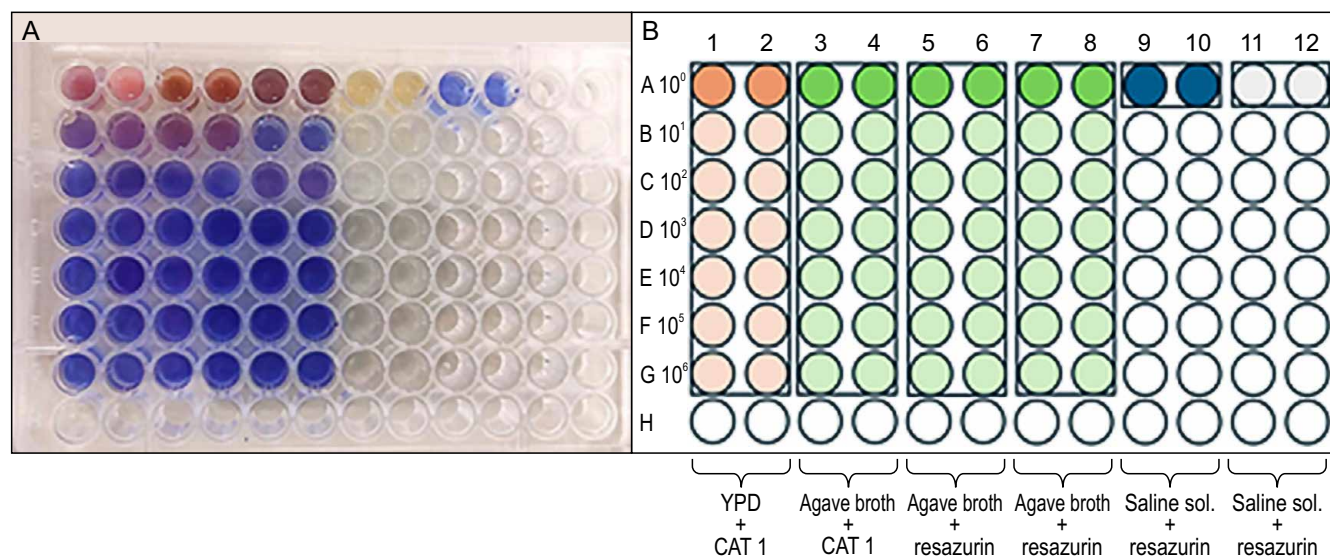 A
B
1 2 3 4 5 6 7 8 9 10 11 12
A 10⁰
B 10¹
C 10²
D 10³
E 10⁴
F 10⁵
G 10⁶
H
YPD
+
CAT 1
Agave broth
+
CAT 1
Agave broth
+
resazurin
Agave broth
+
resazurin
Saline sol.
+
resazurin
Saline sol.
+
resazurin